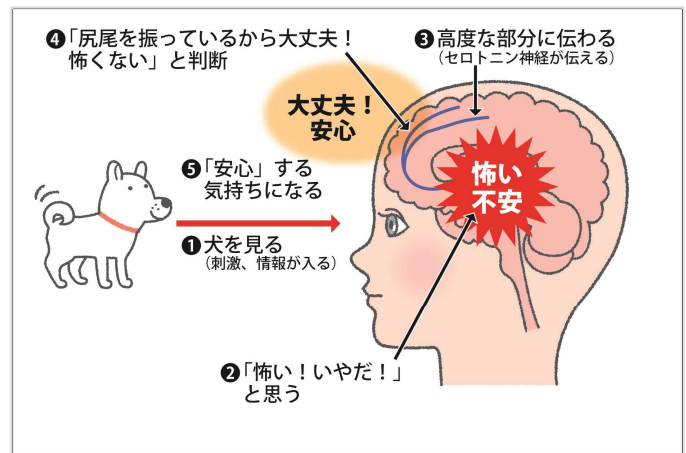 ❹「尻尾を振っているから大丈夫！
怖くない」と判断
❸高度な部分に伝わる
（セロトニン神経が伝える）
大丈夫！
安心
❺「安心」する
気持ちになる
怖い
不安
❶犬を見る
（刺激、情報が入る）
❷「怖い！いやだ！」
と思う